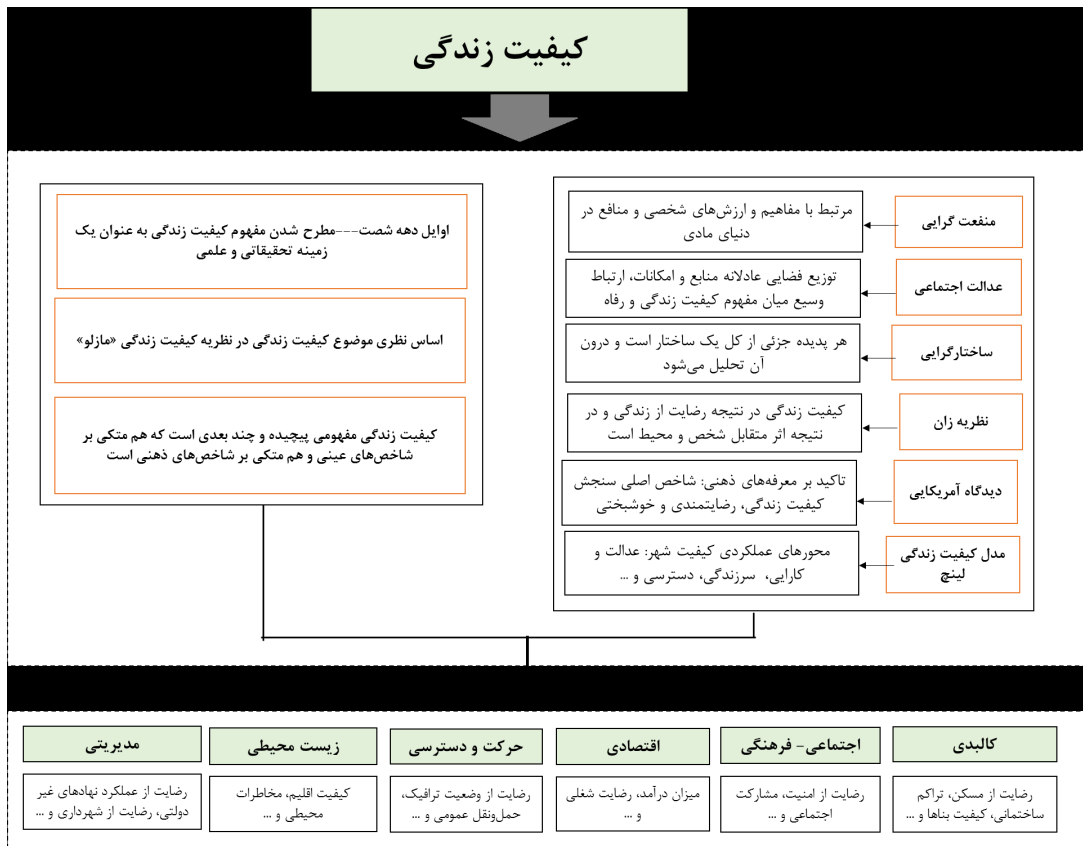 کیفیت زندگی
منفعت گرایی
مرتبط با مفاهیم و ارزش‌های شخصی و منافع در
دنیای مادی
عدالت اجتماعی
توزیع فضایی عادلانه منابع و امکانات، ارتباط
وسیع میان مفهوم کیفیت زندگی و رفاه
ساختارگرایی
هر پدیده جزئی از کل یک ساختار است و درون
آن تحلیل می‌شود
نظریه زان
کیفیت زندگی در نتیجه رضایت از زندگی و در
نتیجه اثر متقابل شخص و محیط است
دیدگاه آمریکایی
تاکید بر معرفه‌های ذهنی: شاخص اصلی سنجش
کیفیت زندگی، رضایتمندی و خوشبختی
مدل کیفیت زندگی
لینچ
محورهای عملکردی کیفیت شهر: عدالت و
کارایی، سرزندگی، دسترسی و ...
اوایل دهه شصت---مطرح شدن مفهوم کیفیت زندگی به عنوان یک
زمینه تحقیقاتی و علمی
اساس نظری موضوع کیفیت زندگی در نظریه کیفیت زندگی «مازلو»
کیفیت زندگی مفهومی پیچیده و چند بعدی است که هم متکی بر
شاخص‌های عینی و هم متکی بر شاخص‌های ذهنی است
کالبدی
رضایت از مسکن، تراکم
ساختمانی، کیفیت بناها و ...
اجتماعی- فرهنگی
رضایت از امنیت، مشارکت
اجتماعی و ...
اقتصادی
میزان درآمد، رضایت شغلی
و ...
حرکت و دسترسی
رضایت از وضعیت ترافیک،
حمل‌ونقل عمومی و ...
زیست محیطی
کیفیت اقلیم، مخاطرات
محیطی و ...
مدیریتی
رضایت از عملکرد نهادهای غیر
دولتی، رضایت از شهرداری و ...